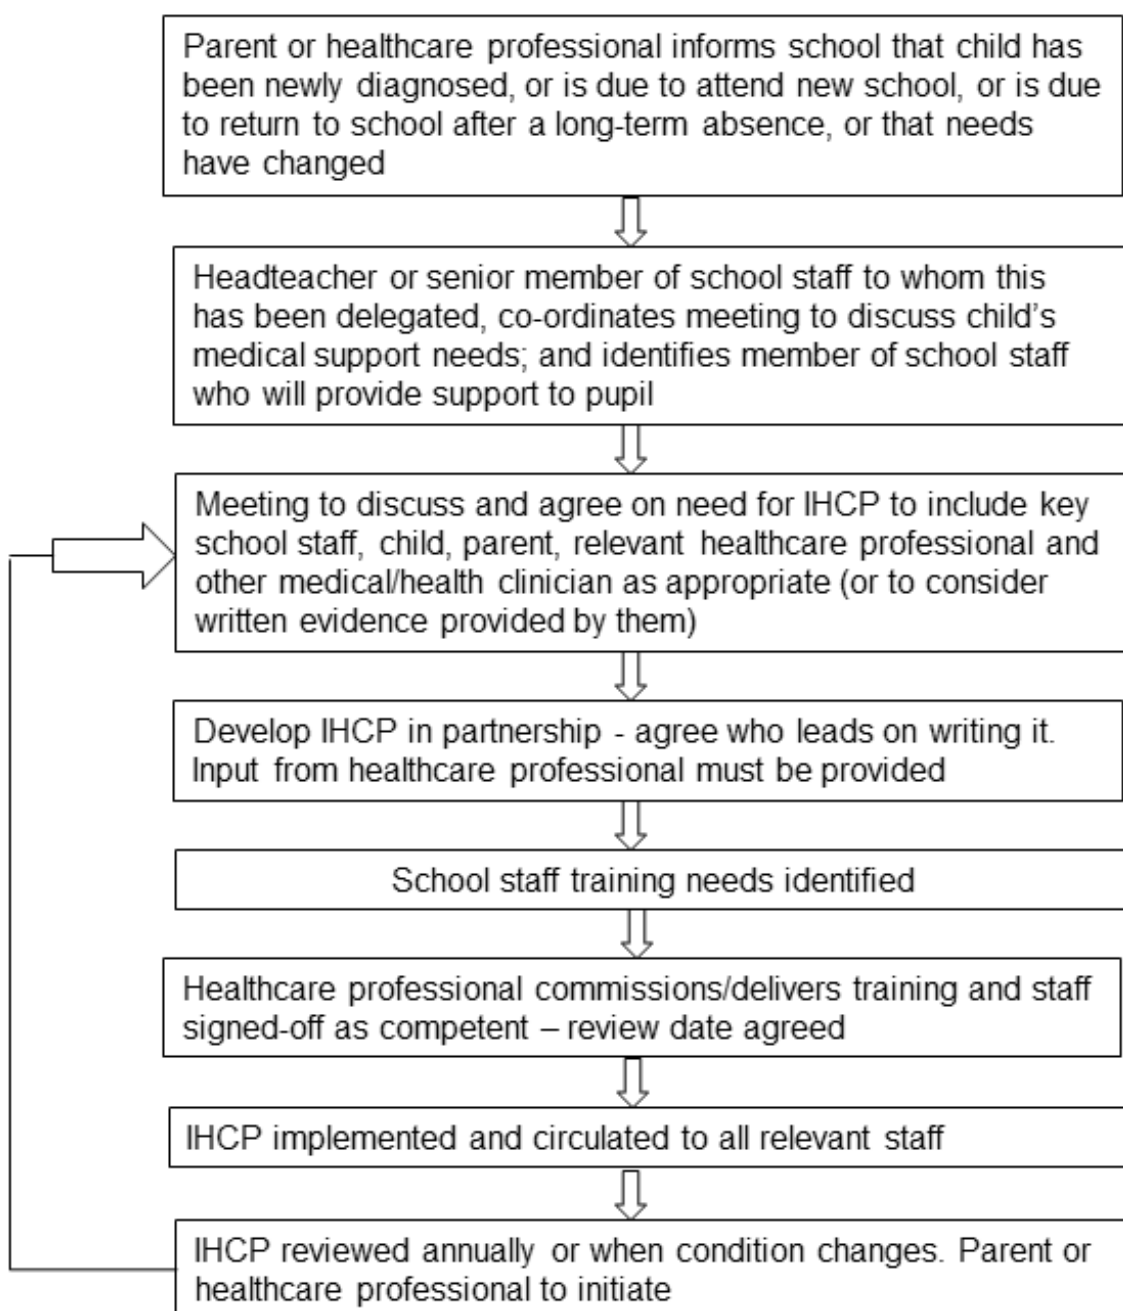 Parent or healthcare professional informs school that child has
been newly diagnosed, or is due to attend new school, or is due
to return to school after a long-term absence, or that needs
have changed
Headteacher or senior member of school staff to whom this
has been delegated, co-ordinates meeting to discuss child's
medical support needs; and identifies member of school staff
who will provide support to pupil
Meeting to discuss and agree on need for IHCP to include key
school staff, child, parent, relevant healthcare professional and
other medical/health clinician as appropriate (or to consider
written evidence provided by them)
Develop IHCP in partnership - agree who leads on writing it.
Input from healthcare professional must be provided
School staff training needs identified
Healthcare professional commissions/delivers training and staff
signed-off as competent – review date agreed
IHCP implemented and circulated to all relevant staff
IHCP reviewed annually or when condition changes. Parent or
healthcare professional to initiate